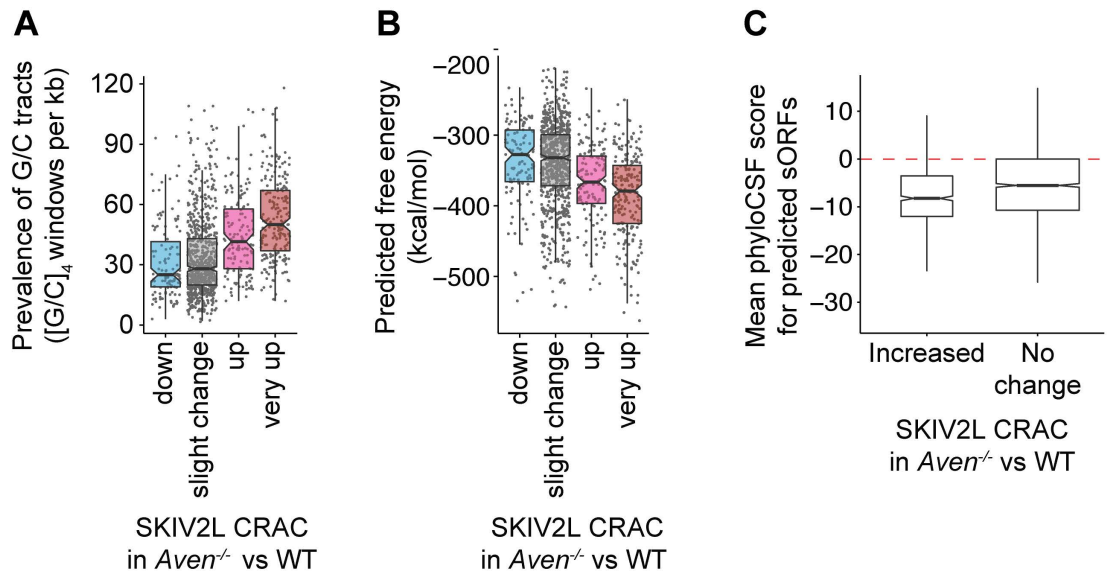 A
Prevalence of G/C tracts
([G/C]4 windows per kb)
120
90
60
30
0
down
slight change
up
very up
SKIV2L CRAC
in Aven-/- vs WT
B
Predicted free energy
(kcal/mol)
−200
−300
−400
−500
down
slight change
up
very up
SKIV2L CRAC
in Aven-/- vs WT
C
Mean phyloCSF score
for predicted sORFs
10
0
−10
−20
−30
Increased
No
change
SKIV2L CRAC
in Aven-/- vs WT